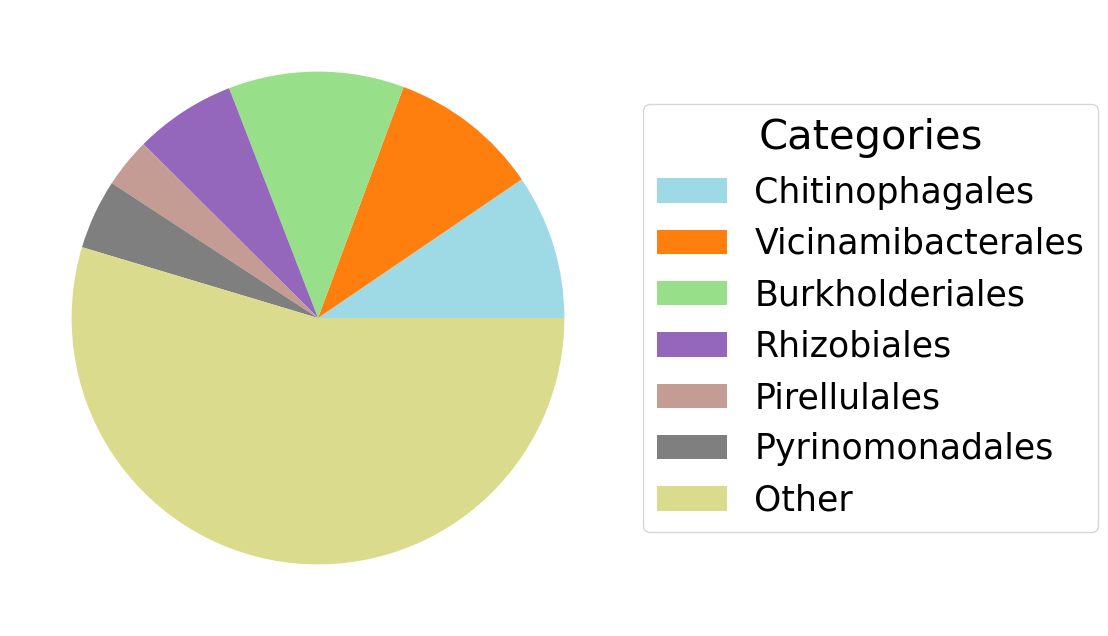 Categories
Chitinophagales
Vicinamibacterales
Burkholderiales
Rhizobiales
Pirellulales
Pyrinomonadales
Other